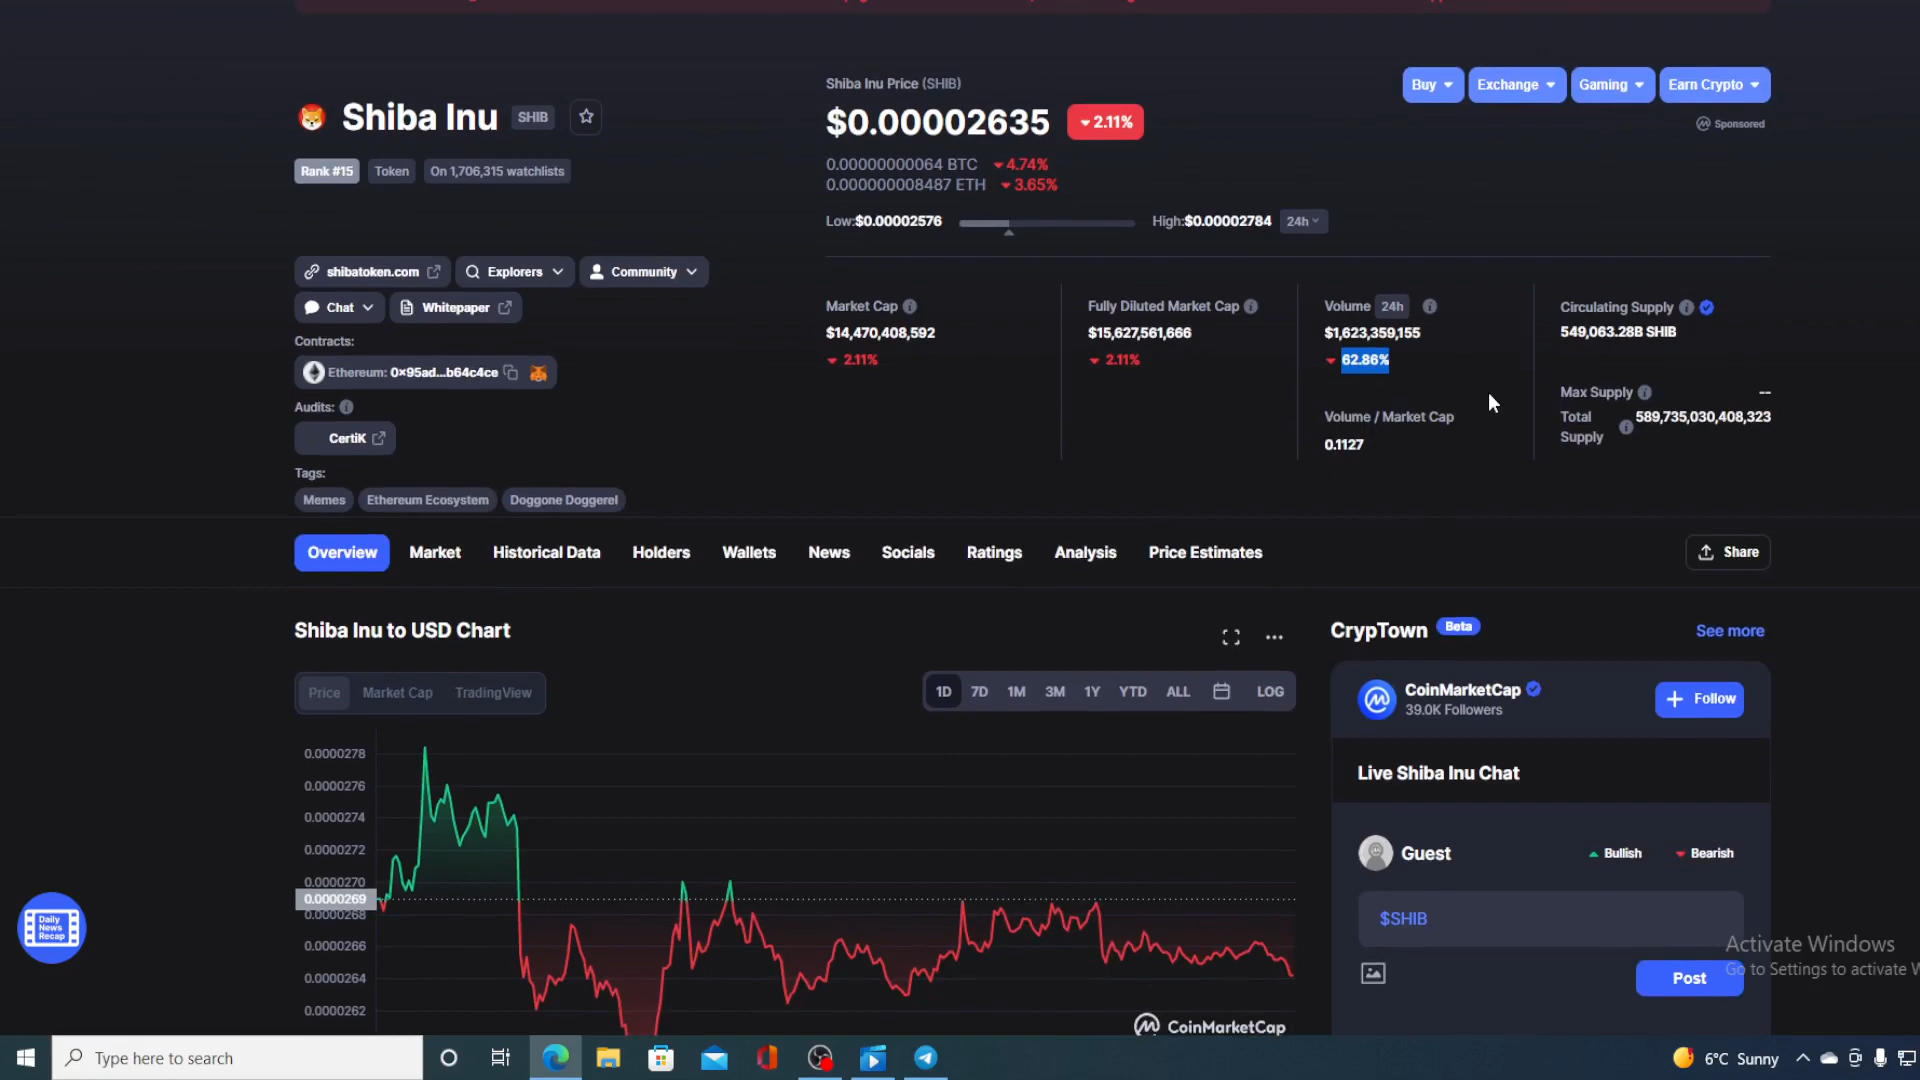 Shiba Inu SHIB
Rank #15 Token On 1,706,315 watchlists
shibatoken.com Explorers Community
Chat Whitepaper
Contracts:
Ethereum: 0x95ad...b64c4ce
Audits:
CertiK
Tags:
Memes Ethereum Ecosystem Doggone Doggerel
Shiba Inu Price (SHIB)
$0.00002635 2.11%
0.00000000064 BTC 4.74%
0.000000008487 ETH 3.65%
Low:$0.00002576 High:$0.00002784 24h
Buy Exchange Gaming Earn Crypto
Sponsored
Market Cap
$14,470,408,592
2.11%
Fully Diluted Market Cap
$15,627,561,666
2.11%
Volume 24h
$1,623,359,155
62.86%
Volume / Market Cap
0.1127
Circulating Supply
549,063.28B SHIB
Max Supply --
Total Supply 589,735,030,408,323
Overview Market Historical Data Holders Wallets News Socials Ratings Analysis Price Estimates Share
Shiba Inu to USD Chart
Price Market Cap TradingView
1D 7D 1M 3M 1Y YTD ALL LOG
0.0000278
0.0000276
0.0000274
0.0000272
0.0000270
0.0000269
0.0000268
0.0000266
0.0000264
0.0000262
CoinMarketCap
CrypTown Beta See more
CoinMarketCap
39.0K Followers
Follow
Live Shiba Inu Chat
Guest Bullish Bearish
$SHIB
Post
Activate Windows
Go to Settings to activate W
Daily
News
Recap
Type here to search
6°C Sunny